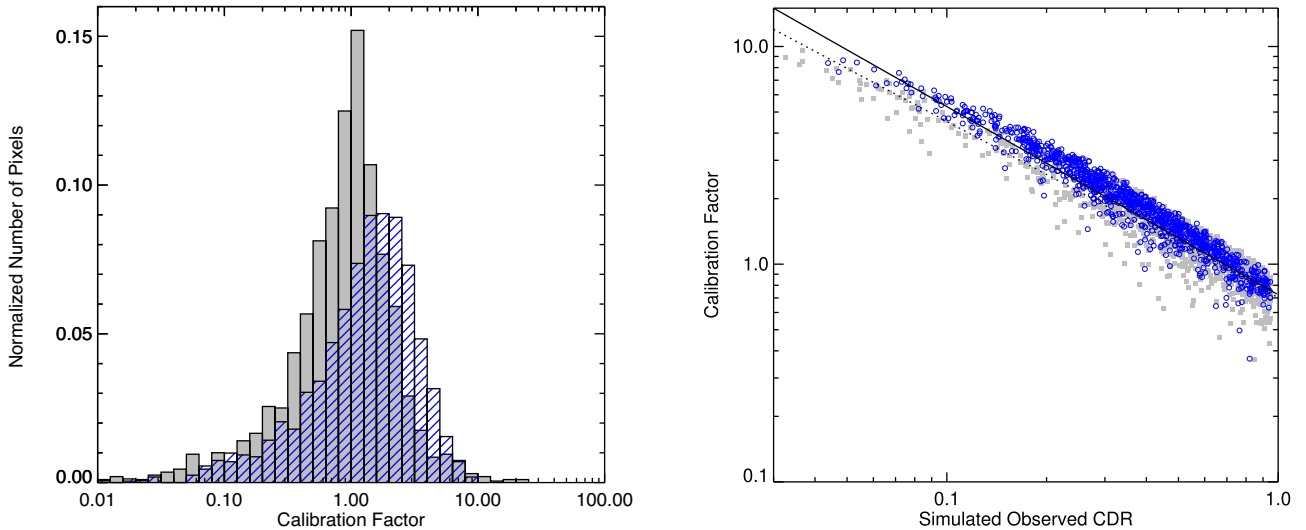 0.15
0.10
0.05
0.00
Normalized Number of Pixels
0.01 0.10 1.00 10.00 100.00
Calibration Factor
10.0
1.0
0.1
Calibration Factor
0.1 1.0
Simulated Observed CDR